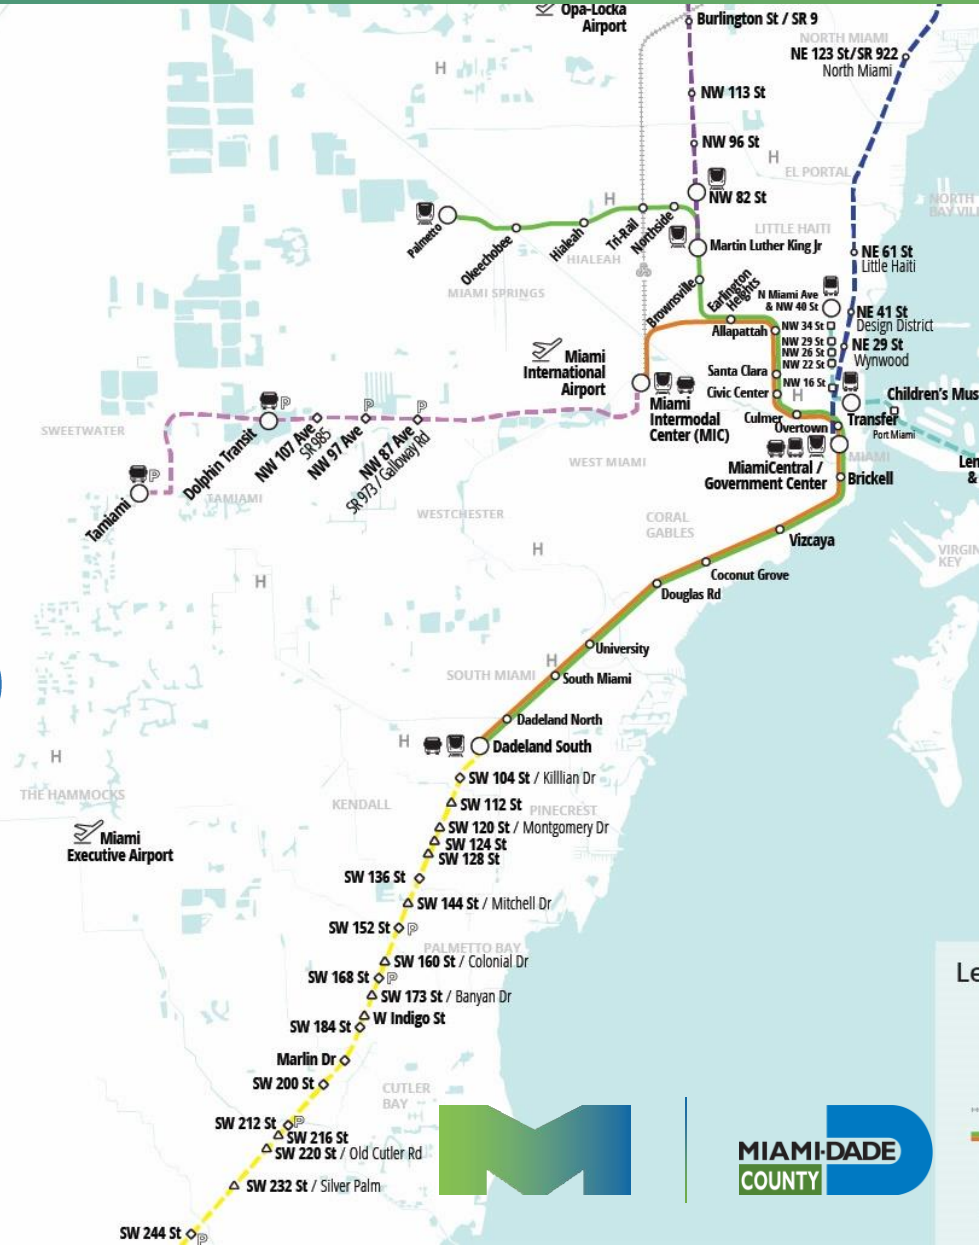 Opa-Locka
Airport
Burlington St / SR 9
NORTH MIAMI
NE 123 St/SR 922
North Miami
H
NW 113 St
NW 96 St
H
EL PORTAL
NW 82 St
H
NORTH
BAY VILL
Palmetto
Okeechobee
Hialeah
Tri-Rail
Northside
LITTLE HAITI
Martin Luther King Jr
HIALEAH
NE 61 St
Little Haiti
MIAMI SPRINGS
Brownsville
Earlington
Heights
N Miami Ave
& NW 40 St
NE 41 St
Design District
Allapattah
NW 34 St
NW 29 St
NW 26 St
NW 22 St
NE 29 St
Wynwood
Miami
International
Airport
Santa Clara
Civic Center
NW 16 St
H
Children's Mus
Miami
Intermodal
Center (MIC)
Culmer
Overtown
Transfer
Port Miami
P
P
P
SWEETWATER
Dolphin Transit
NW 107 Ave
SR 985
NW 97 Ave
NW 87 Ave
SR 973 / Galloway Rd
MIAMI
WEST MIAMI
MiamiCentral /
Government Center
Len
&
P
Tamiami
TAMIAMI
Brickell
WESTCHESTER
CORAL
GABLES
Vizcaya
H
VIRGIN
KEY
H
Coconut Grove
Douglas Rd
University
H
SOUTH MIAMI
South Miami
Dadeland North
H
Dadeland South
H
SW 104 St / Killlian Dr
THE HAMMOCKS
KENDALL
SW 112 St
PINECREST
SW 120 St / Montgomery Dr
Miami
Executive Airport
SW 124 St
SW 128 St
SW 136 St
SW 144 St / Mitchell Dr
SW 152 St
P
PALMETTO BAY
SW 160 St / Colonial Dr
SW 168 St
P
SW 173 St / Banyan Dr
W Indigo St
SW 184 St
Marlin Dr
SW 200 St
CUTLER
BAY
SW 212 St
P
SW 216 St
SW 220 St / Old Cutler Rd
SW 232 St / Silver Palm
SW 244 St
P
Le
M
MIAMI-DADE
COUNTY